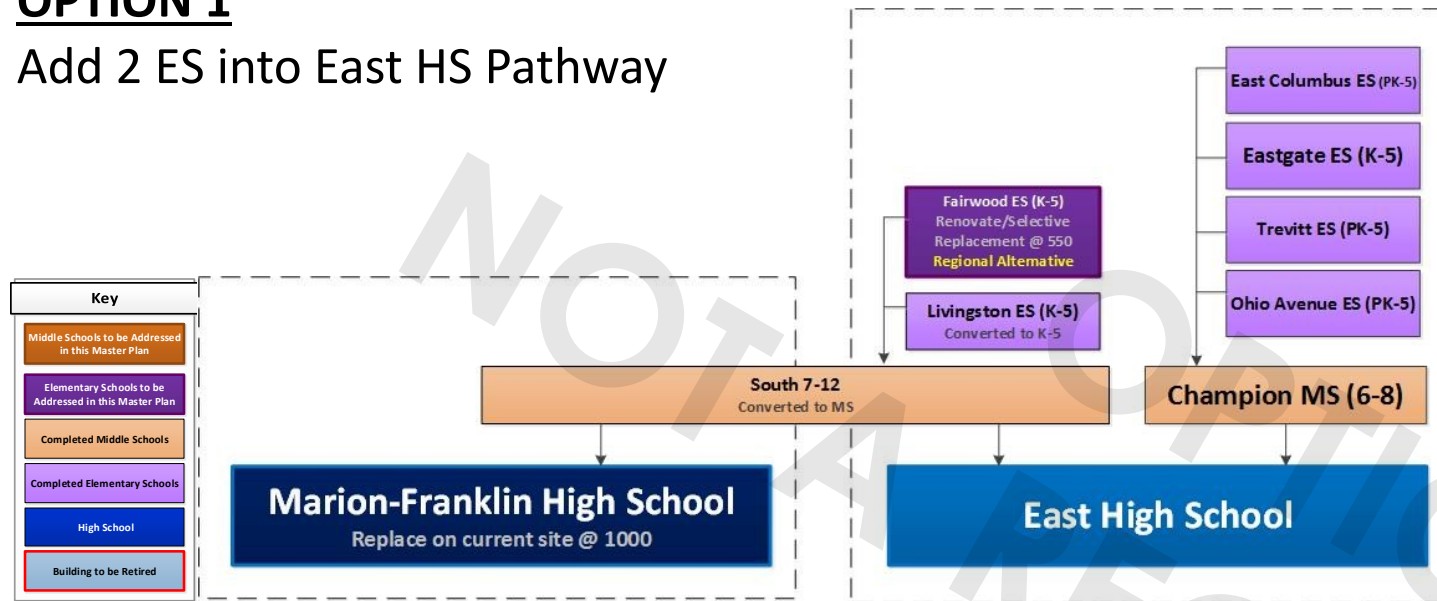 OPTION 1
Add 2 ES into East HS Pathway
East Columbus ES (PK-5)
Eastgate ES (K-5)
Trevitt ES (PK-5)
Ohio Avenue ES (PK-5)
Fairwood ES (K-5)
Renovate/Selective
Replacement @ 550
Regional Alternative
Livingston ES (K-5)
Converted to K-5
Key
Middle Schools to be Addressed
in this Master Plan
Elementary Schools to be
Addressed in this Master Plan
Completed Middle Schools
Completed Elementary Schools
High School
Building to be Retired
South 7-12
Converted to MS
Champion MS (6-8)
Marion-Franklin High School
Replace on current site @ 1000
East High School
NOT A
OPTIO